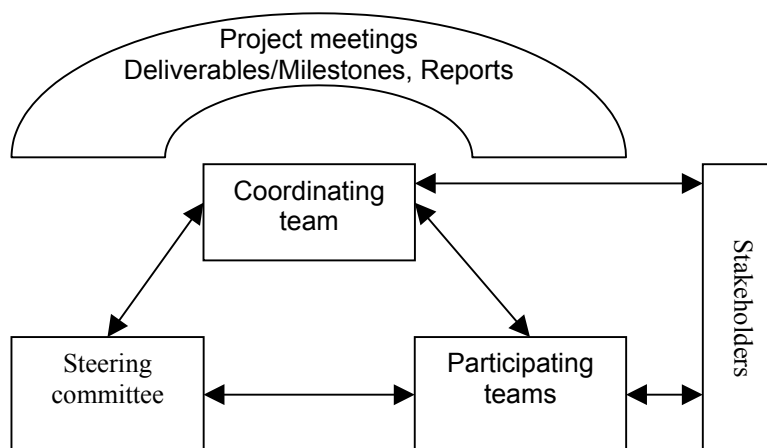 Project meetings
Deliverables/Milestones, Reports
Coordinating
team
Stakeholders
Steering
committee
Participating
teams